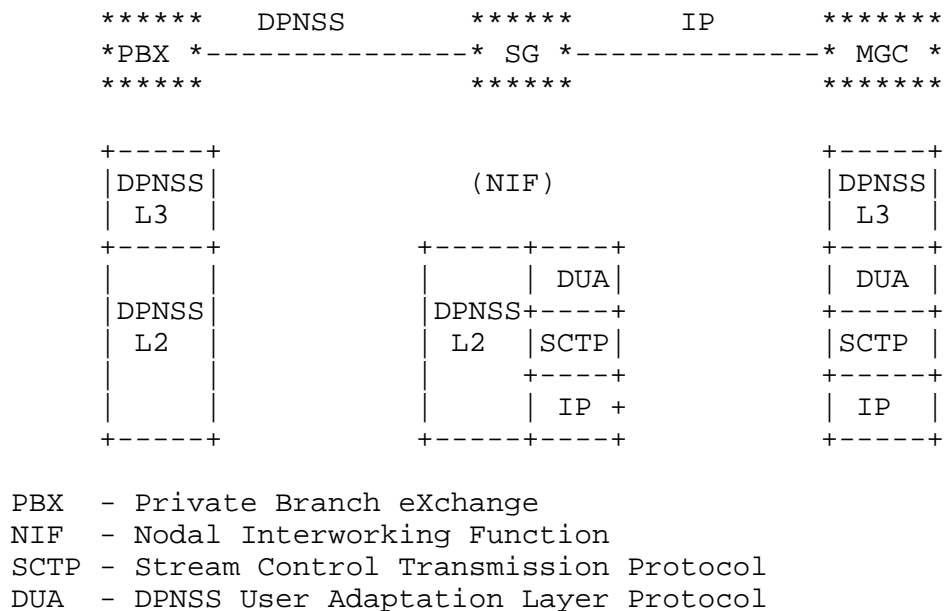 ******    DPNSS        ******       IP        *******
*PBX *---------------* SG *--------------* MGC *
******                 ******                 *******
+-----+                                     +-----+
|DPNSS|               (NIF)                 |DPNSS|
| L3  |                                     | L3  |
+-----+            +-----+----+             +-----+
|     |            |     | DUA|             | DUA |
|DPNSS|            |DPNSS+----+             +-----+
| L2  |            | L2  |SCTP|             |SCTP |
|     |            |     +----+             +-----+
|     |            |     | IP +             | IP  |
+-----+            +-----+----+             +-----+
PBX  - Private Branch eXchange
NIF  - Nodal Interworking Function
SCTP - Stream Control Transmission Protocol
DUA  - DPNSS User Adaptation Layer Protocol